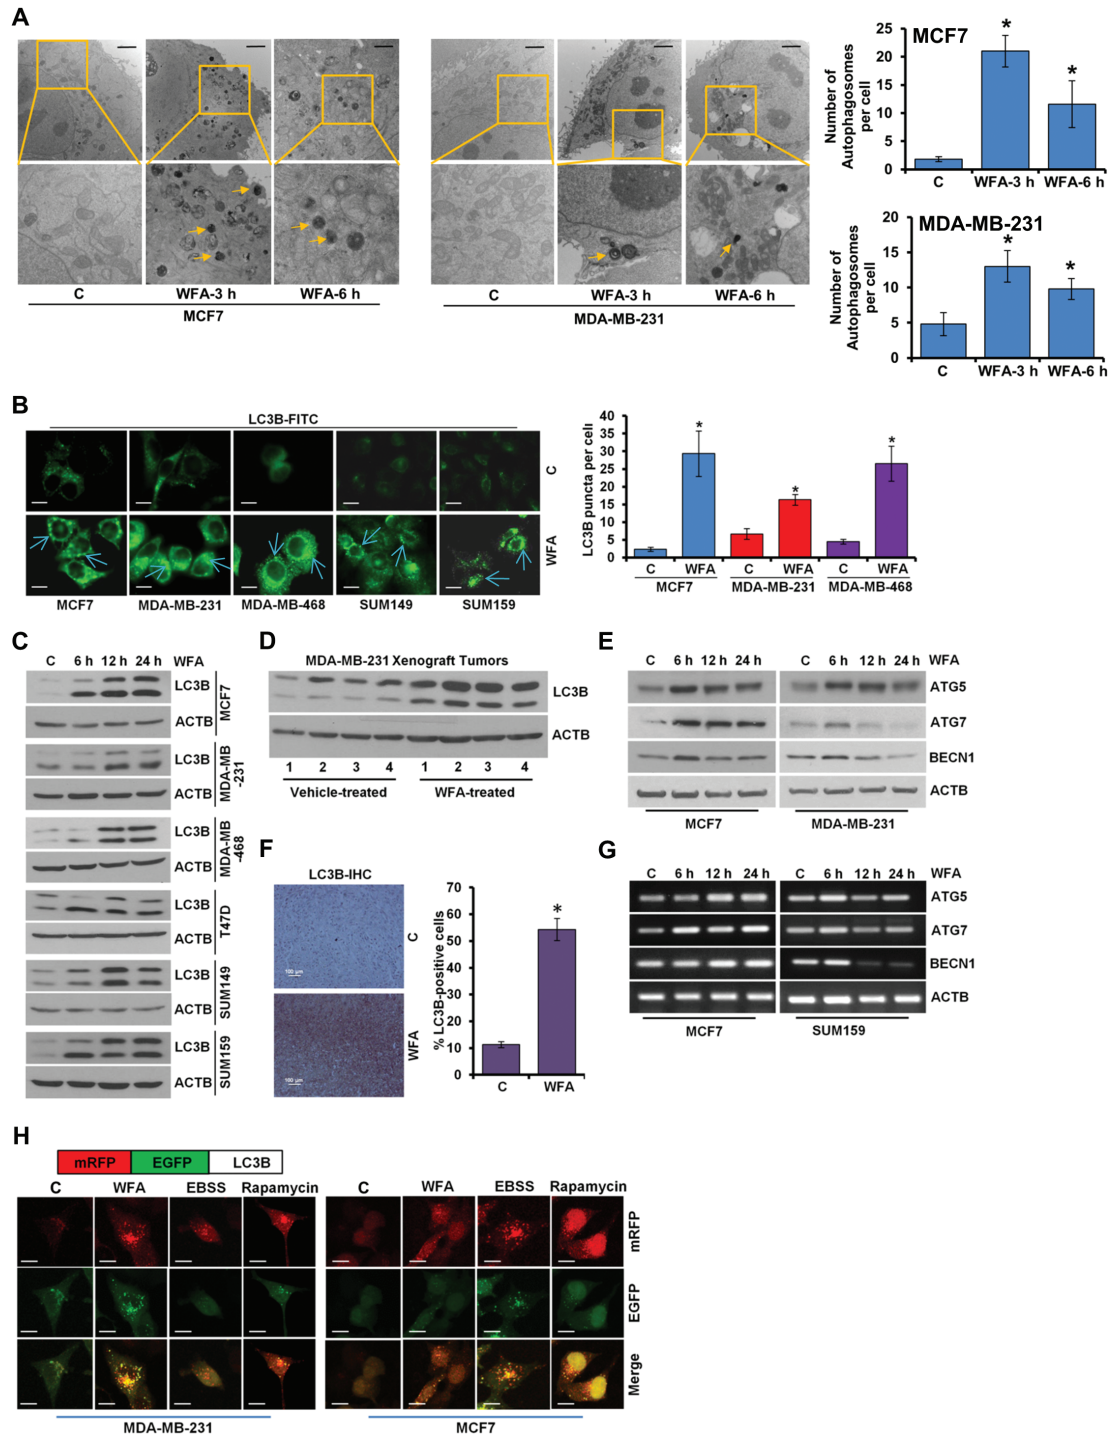 A
C
WFA-3 h
WFA-6 h
MCF7
C
WFA-3 h
WFA-6 h
MDA-MB-231
MCF7
Number of
Autophagosomes
per cell
25
20
15
10
5
0
C
WFA-3 h
WFA-6 h
*
*
MDA-MB-231
Number of
Autophagosomes
per cell
20
15
10
5
0
C
WFA-3 h
WFA-6 h
*
*
B
LC3B-FITC
C
WFA
MCF7
MDA-MB-231
MDA-MB-468
SUM149
SUM159
LC3B puncta per cell
40
35
30
25
20
15
10
5
0
*
*
*
C
WFA
C
WFA
C
WFA
MCF7
MDA-MB-231
MDA-MB-468
C
C 6 h 12 h 24 h WFA
LC3B
ACTB
MCF7
LC3B
ACTB
MDA-MB
-231
LC3B
ACTB
MDA-MB
-468
LC3B
ACTB
T47D
LC3B
ACTB
SUM149
LC3B
ACTB
SUM159
D
MDA-MB-231 Xenograft Tumors
LC3B
ACTB
1 2 3 4 1 2 3 4
Vehicle-treated
WFA-treated
E
C 6 h 12 h 24 h C 6 h 12 h 24 h WFA
ATG5
ATG7
BECN1
ACTB
MCF7
MDA-MB-231
F
LC3B-IHC
C
WFA
100 µm
100 µm
% LC3B-positive cells
70
60
50
40
30
20
10
0
*
C
WFA
G
C 6 h 12 h 24 h C 6 h 12 h 24 h WFA
ATG5
ATG7
BECN1
ACTB
MCF7
SUM159
H
mRFP EGFP LC3B
C WFA EBSS Rapamycin
C WFA EBSS Rapamycin
mRFP
EGFP
Merge
MDA-MB-231
MCF7